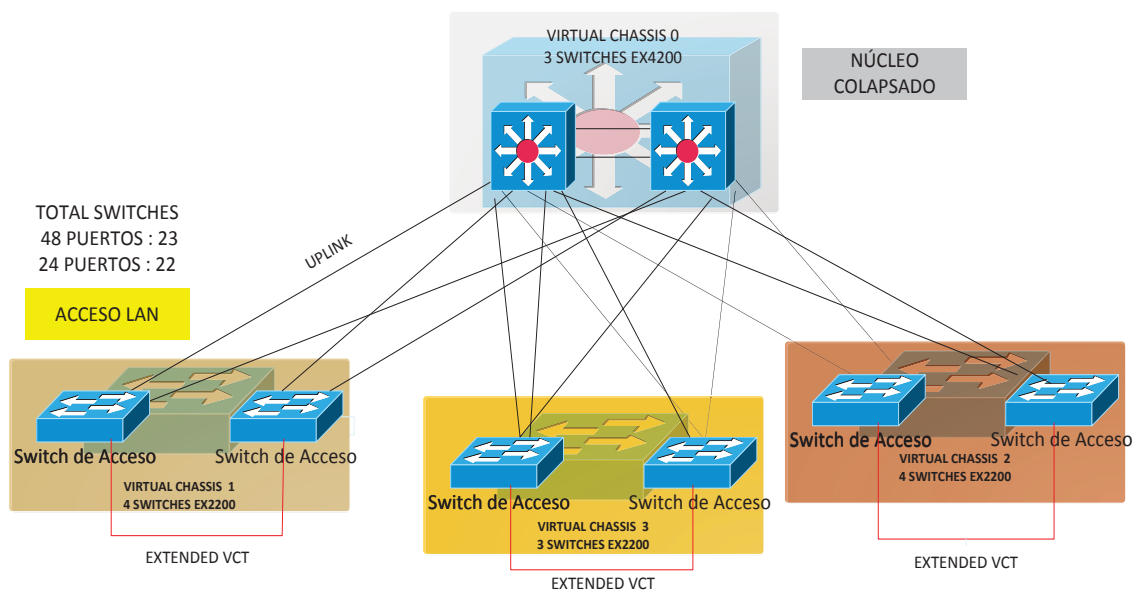 VIRTUAL CHASSIS 0
3 SWITCHES EX4200
NÚCLEO
COLAPSADO
TOTAL SWITCHES
48 PUERTOS : 23
24 PUERTOS : 22
UPLINK
ACCESO LAN
Switch de Acceso
Switch de Acceso
VIRTUAL CHASSIS 1
4 SWITCHES EX2200
EXTENDED VCT
Switch de Acceso
Switch de Acceso
VIRTUAL CHASSIS 3
3 SWITCHES EX2200
EXTENDED VCT
Switch de Acceso
Switch de Acceso
VIRTUAL CHASSIS 2
4 SWITCHES EX2200
EXTENDED VCT